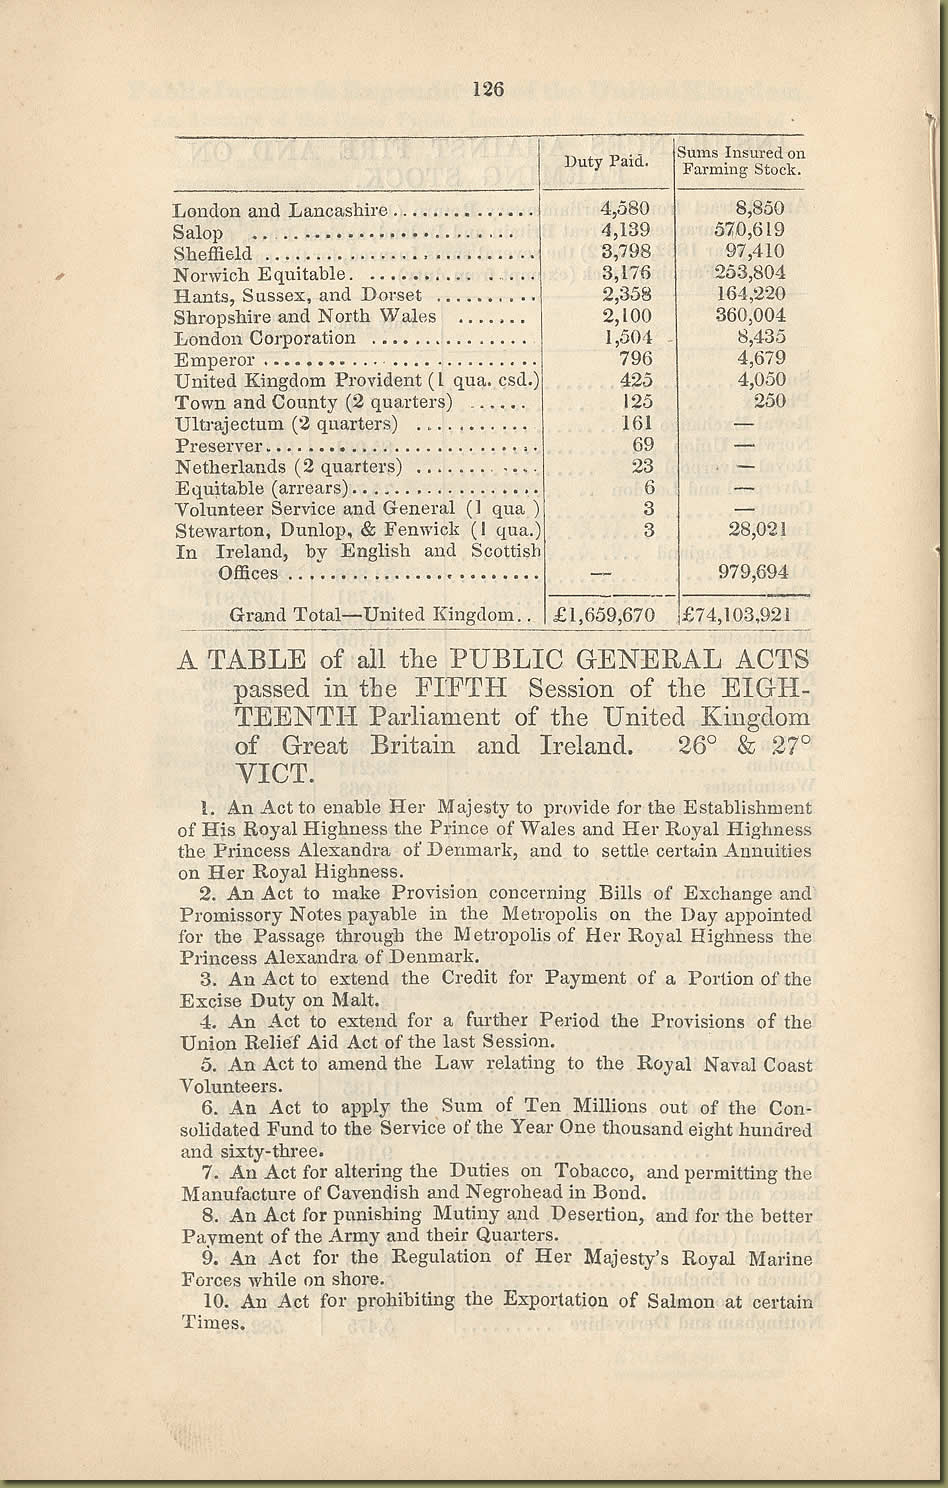 126
Duty Paid. Sums Insured on
Farming Stock.
London and Lancashire .............. 4,580 8,850
Salop ........................ 4,139 570,619
Sheffield .......................... 3,798 97,410
Norwich Equitable. ................ 3,176 253,804
Hants, Sussex, and Dorset .......... 2,358 164,220
Shropshire and North Wales ....... 2,100 360,004
London Corporation ............... 1,504 8,435
Emperor .......................... 796 4,679
United Kingdom Provident (1 qua. csd.) 425 4,050
Town and County (2 quarters) ...... 125 250
Ultrajectum (2 quarters) ........... 161 —
Preserver.......................... 69 —
Netherlands (2 quarters) ............ 23 —
Equitable (arrears).................. 6 —
Volunteer Service and General (1 qua ) 3 —
Stewarton, Dunlop, & Fenwick (1 qua.) 3 28,021
In Ireland, by English and Scottish
Offices ........................ — 979,694
Grand Total—United Kingdom.. £1,659,670 £74,103,921
A TABLE of all the PUBLIC GENERAL ACTS
passed in the FIFTH Session of the EIGH-
TEENTH Parliament of the United Kingdom
of Great Britain and Ireland. 26° & 27°
VICT.
1. An Act to enable Her Majesty to provide for the Establishment
of His Royal Highness the Prince of Wales and Her Royal Highness
the Princess Alexandra of Denmark, and to settle certain Annuities
on Her Royal Highness.
2. An Act to make Provision concerning Bills of Exchange and
Promissory Notes payable in the Metropolis on the Day appointed
for the Passage through the Metropolis of Her Royal Highness the
Princess Alexandra of Denmark.
3. An Act to extend the Credit for Payment of a Portion of the
Excise Duty on Malt.
4. An Act to extend for a further Period the Provisions of the
Union Relief Aid Act of the last Session.
5. An Act to amend the Law relating to the Royal Naval Coast
Volunteers.
6. An Act to apply the Sum of Ten Millions out of the Con-
solidated Fund to the Service of the Year One thousand eight hundred
and sixty-three.
7. An Act for altering the Duties on Tobacco, and permitting the
Manufacture of Cavendish and Negrohead in Bond.
8. An Act for punishing Mutiny and Desertion, and for the better
Payment of the Army and their Quarters.
9. An Act for the Regulation of Her Majesty's Royal Marine
Forces while on shore.
10. An Act for prohibiting the Exportation of Salmon at certain
Times.